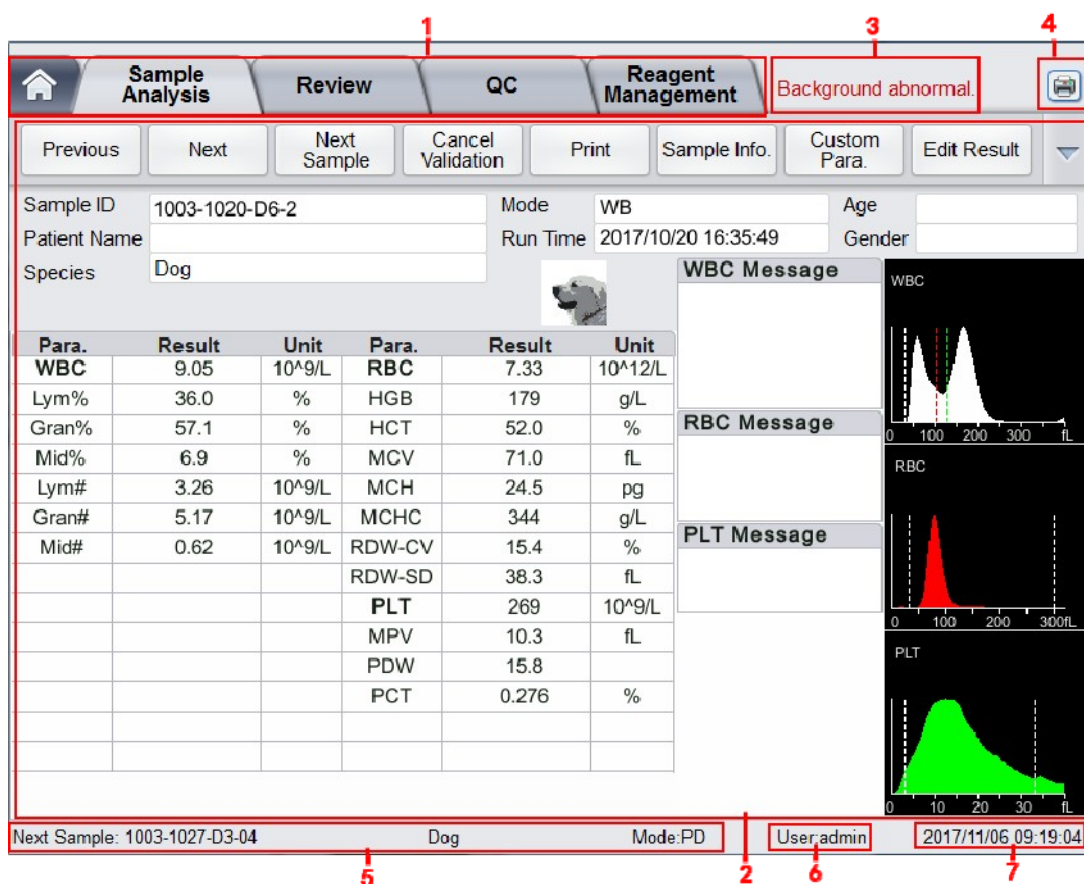 1
3
4
Sample Analysis
Review
QC
Reagent Management
Background abnormal.
Previous
Next
Next Sample
Cancel Validation
Print
Sample Info.
Custom Para.
Edit Result
Sample ID 1003-1020-D6-2 Mode WB Age
Patient Name Run Time 2017/10/20 16:35:49 Gender
Species Dog
Para. Result Unit Para. Result Unit
WBC 9.05 10^9/L RBC 7.33 10^12/L
Lym% 36.0 % HGB 179 g/L
Gran% 57.1 % HCT 52.0 %
Mid% 6.9 % MCV 71.0 fL
Lym# 3.26 10^9/L MCH 24.5 pg
Gran# 5.17 10^9/L MCHC 344 g/L
Mid# 0.62 10^9/L RDW-CV 15.4 %
RDW-SD 38.3 fL
PLT 269 10^9/L
MPV 10.3 fL
PDW 15.8
PCT 0.276 %
WBC Message
RBC Message
PLT Message
WBC
0 100 200 300 fL
RBC
0 100 200 300fL
PLT
0 10 20 30 fL
Next Sample: 1003-1027-D3-04 Dog Mode:PD User:admin 2017/11/06 09:19:04
5
2
6
7